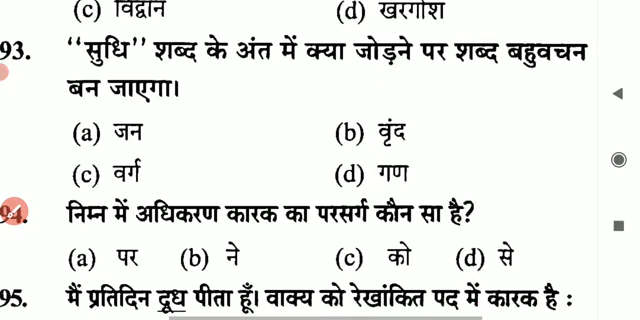 (c) विद्वान (d) खरगोश
93. “सुधि” शब्द के अंत में क्या जोड़ने पर शब्द बहुवचन
बन जाएगा।
(a) जन (b) वृंद
(c) वर्ग (d) गण
94. निम्न में अधिकरण कारक का परसर्ग कौन सा है?
(a) पर (b) ने (c) को (d) से
95. मैं प्रतिदिन दूध पीता हूँ। वाक्य को रेखांकित पद में कारक है :